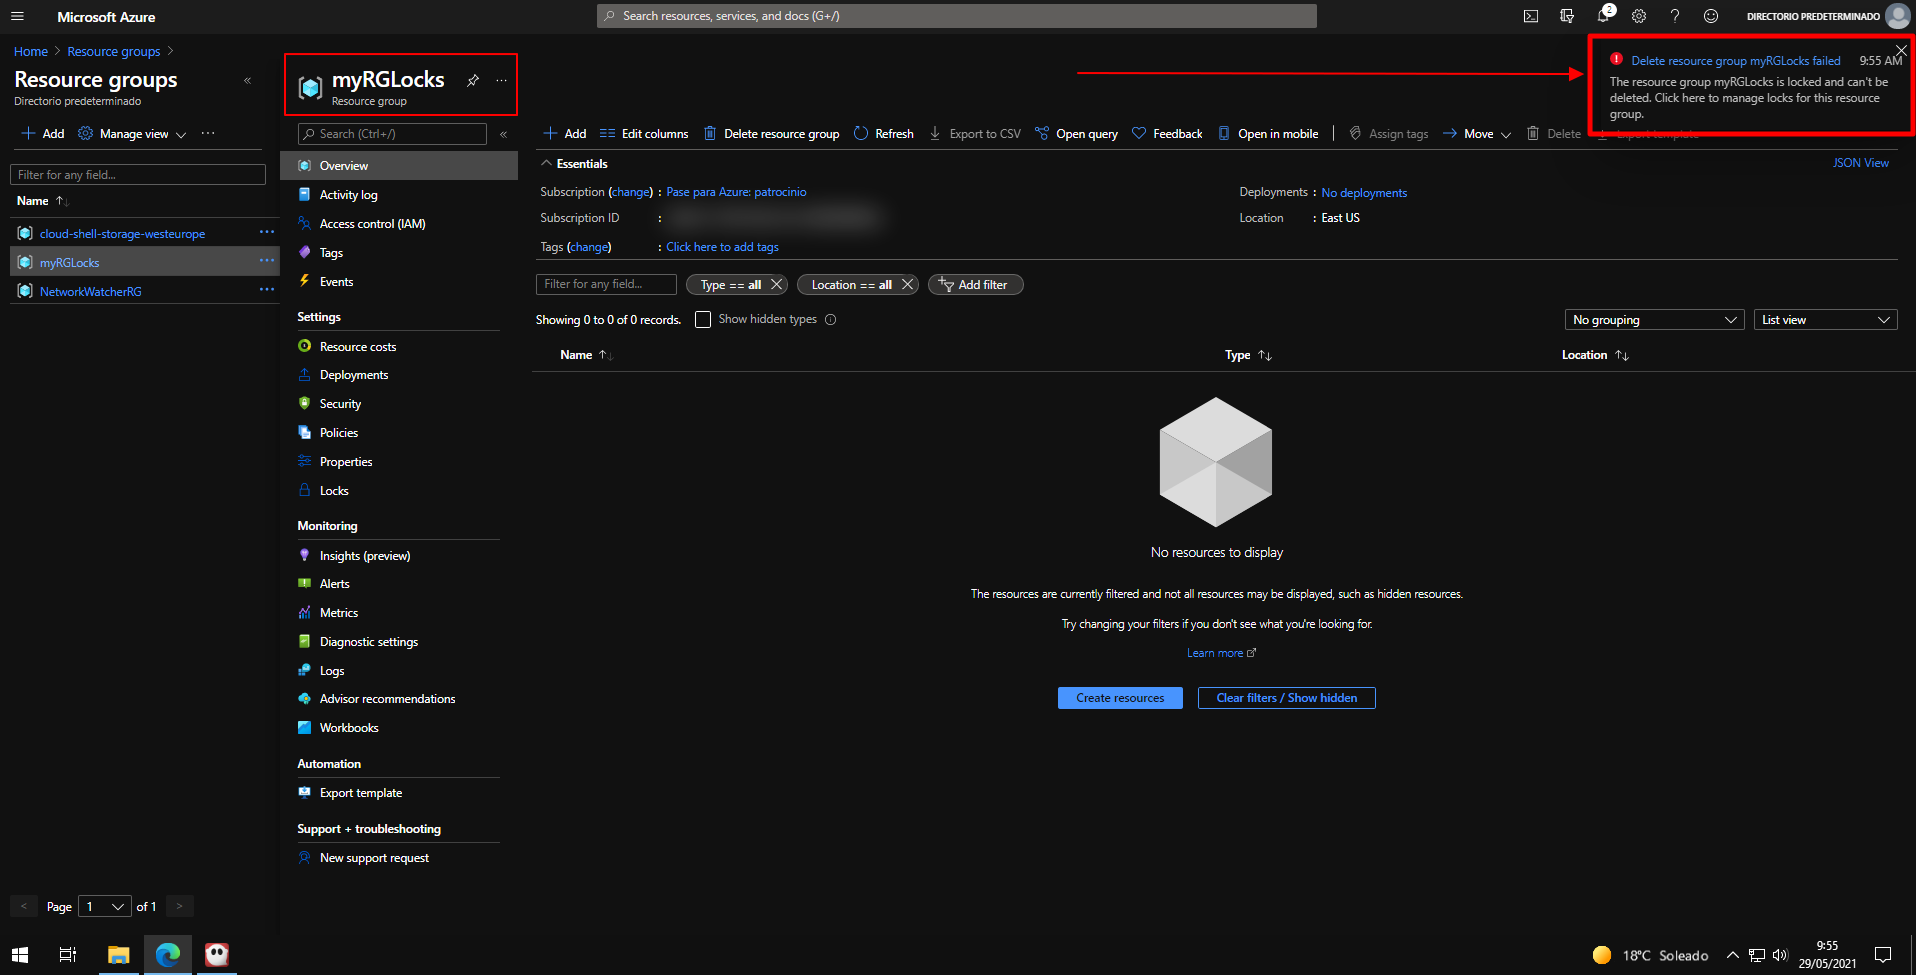 Microsoft Azure
Search resources, services, and docs (G+/)
2
DIRECTORIO PREDETERMINADO
Home > Resource groups >
Resource groups
Directorio predeterminado
Add
Manage view
Filter for any field...
Name
cloud-shell-storage-westeurope
myRGLocks
NetworkWatcherRG
Page 1 of 1
myRGLocks
Resource group
Search (Ctrl+/)
Overview
Activity log
Access control (IAM)
Tags
Events
Settings
Resource costs
Deployments
Security
Policies
Properties
Locks
Monitoring
Insights (preview)
Alerts
Metrics
Diagnostic settings
Logs
Advisor recommendations
Workbooks
Automation
Export template
Support + troubleshooting
New support request
Delete resource group myRGLocks failed 9:55 AM
The resource group myRGLocks is locked and can't be
deleted. Click here to manage locks for this resource
group.
Add Edit columns Delete resource group Refresh Export to CSV Open query Feedback Open in mobile Assign tags Move Delete Export template
Essentials
JSON View
Subscription (change) : Pase para Azure: patrocinio
Deployments : No deployments
Subscription ID :
Location : East US
Tags (change) : Click here to add tags
Filter for any field...
Type == all
Location == all
Add filter
Showing 0 to 0 of 0 records.
Show hidden types
No grouping
List view
Name Type Location
No resources to display
The resources are currently filtered and not all resources may be displayed, such as hidden resources.
Try changing your filters if you don't see what you're looking for.
Learn more
Create resources
Clear filters / Show hidden
18°C Soleado
9:55
29/05/2021